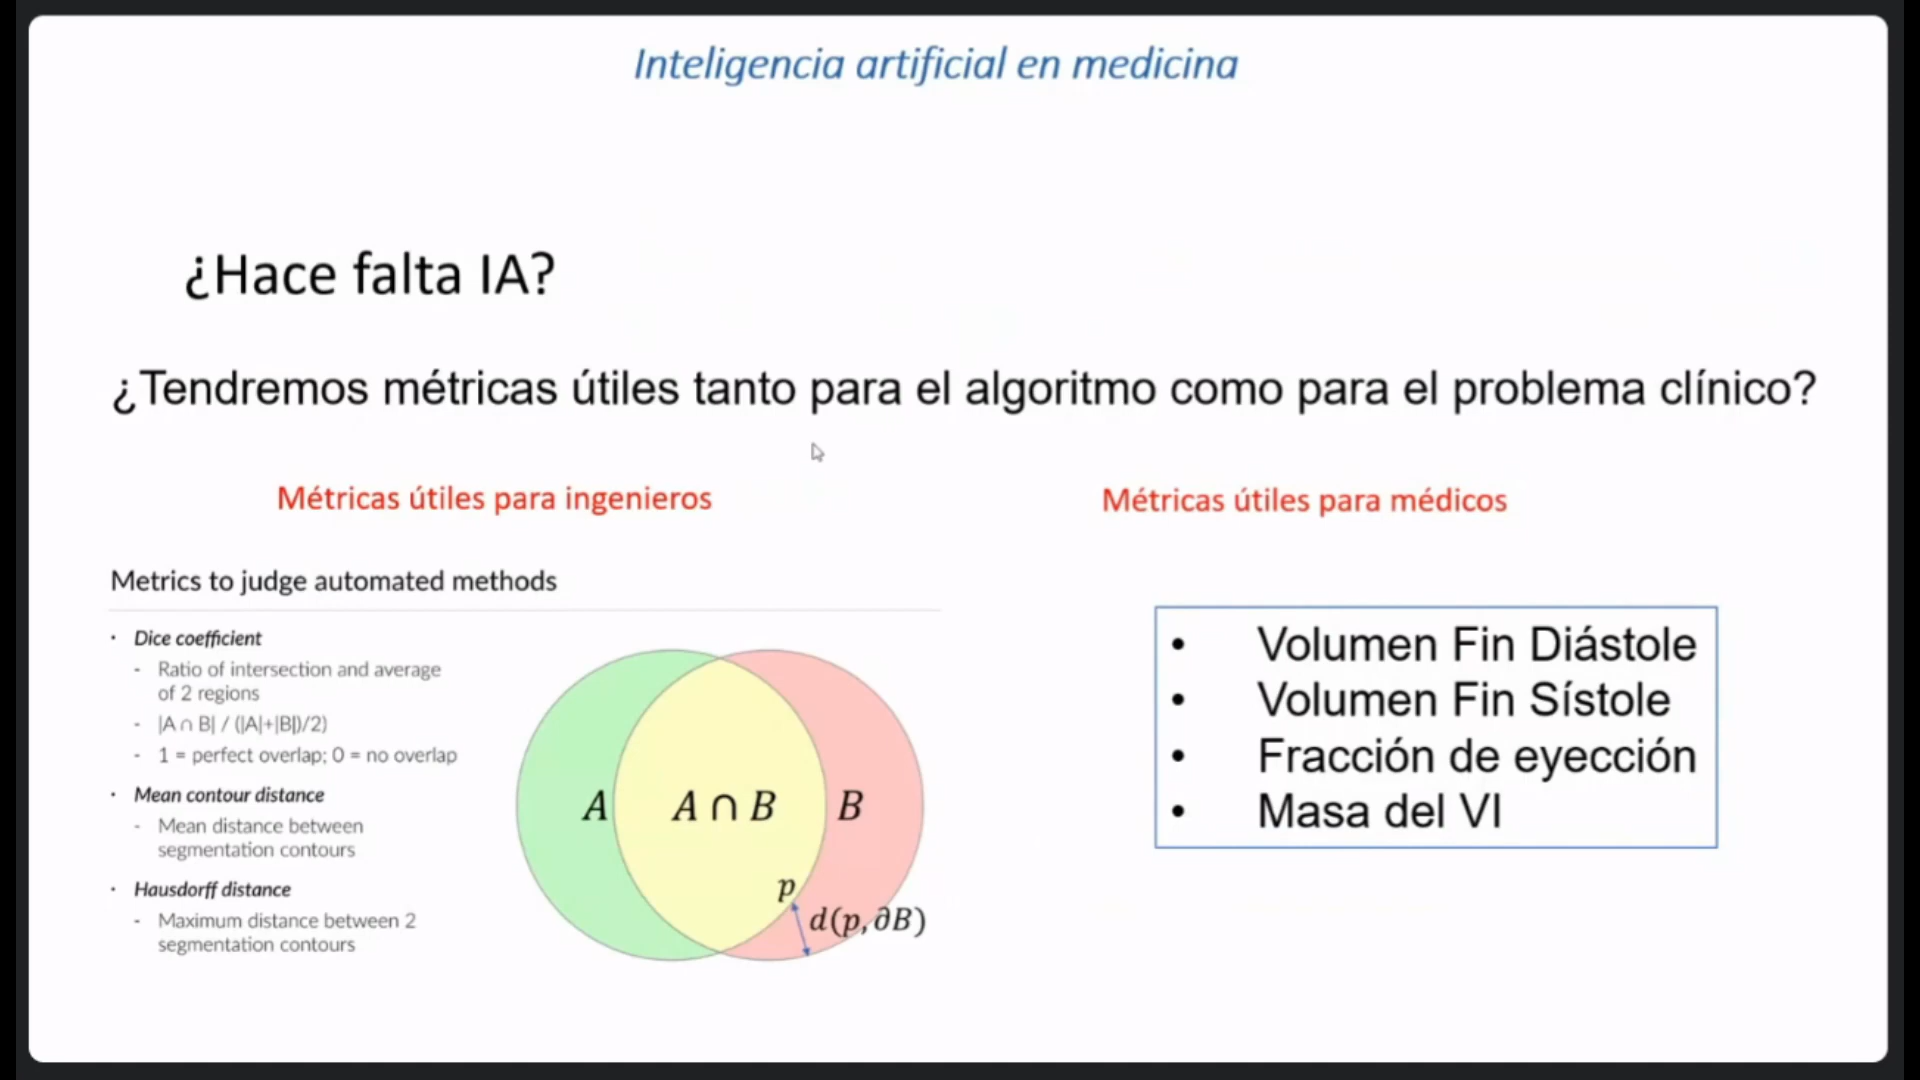 Inteligencia artificial en medicina
¿Hace falta IA?
¿Tendremos métricas útiles tanto para el algoritmo como para el problema clínico?
Métricas útiles para ingenieros
Métricas útiles para médicos
Metrics to judge automated methods
• Dice coefficient
- Ratio of intersection and average
of 2 regions
- |A ∩ B| / (|A|+|B|)/2)
- 1 = perfect overlap; 0 = no overlap
• Mean contour distance
- Mean distance between
segmentation contours
• Hausdorff distance
- Maximum distance between 2
segmentation contours
A
A ∩ B
B
p
d(p,∂B)
• Volumen Fin Diástole
• Volumen Fin Sístole
• Fracción de eyección
• Masa del VI